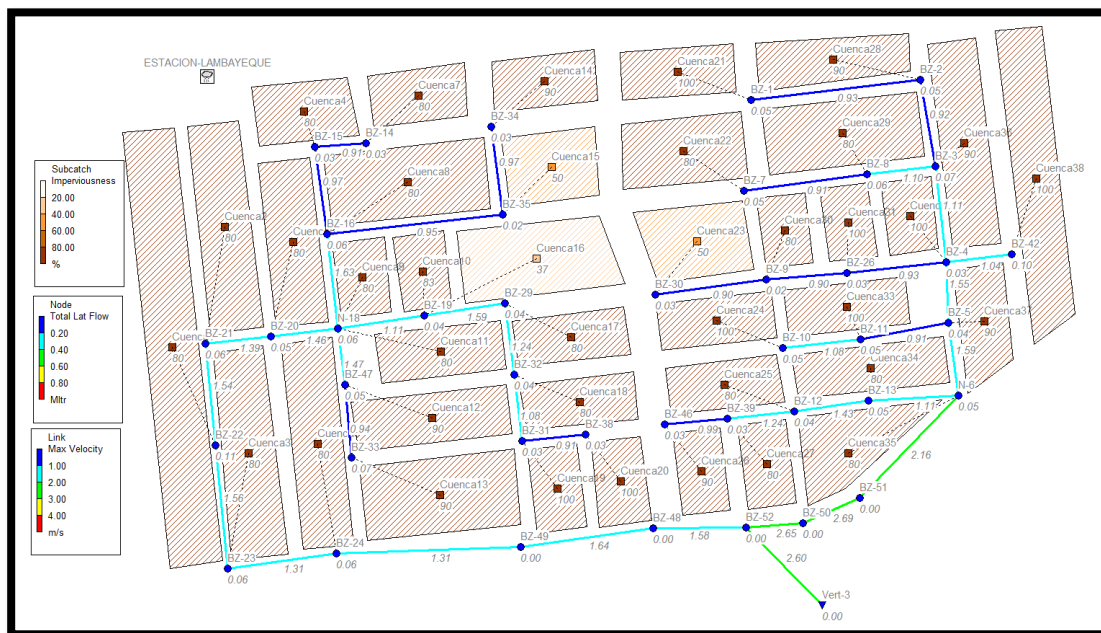 ESTACION-LAMBAYEQUE
Subcatch
Imperviousness
20.00
40.00
60.00
80.00
%
Node
Total Lat Flow
0.20
0.40
0.60
0.80
Mltr
Link
Max Velocity
1.00
2.00
3.00
4.00
m/s
Cuenca4
80
Cuenca7
80
Cuenca14
90
Cuenca21
100
Cuenca28
90
BZ-2
0.05
BZ-1
0.05
0.93
0.92
BZ-34
0.03
0.97
BZ-15
0.03
0.91
BZ-14
0.03
0.97
Cuenca8
80
Cuenca15
50
Cuenca22
80
Cuenca29
80
BZ-8
0.06
BZ-3
0.07
1.10
1.11
BZ-7
0.05
0.91
Cuenca36
90
Cuenca38
100
Cuenca2
80
80
BZ-16
0.06
0.95
BZ-35
0.02
1.63
80
Cuenca10
83
Cuenca16
37
Cuenca23
50
80
100
100
BZ-4
0.03
1.04
BZ-42
0.10
1.55
BZ-30
0.03
0.90
BZ-9
0.02
0.90
BZ-26
0.03
0.93
BZ-29
0.04
1.59
BZ-19
0.04
1.11
N-18
0.06
1.46
BZ-20
0.05
1.39
BZ-21
0.06
80
1.54
1.47
Cuenca11
80
1.24
Cuenca17
80
Cuenca24
100
Cuenca33
100
BZ-10
0.05
1.08
BZ-11
0.05
0.91
BZ-5
0.04
Cuenca37
90
1.59
BZ-47
0.05
0.94
Cuenca12
90
BZ-32
0.04
1.08
Cuenca18
80
Cuenca25
80
Cuenca34
80
BZ-46
0.03
0.99
BZ-39
0.03
1.24
BZ-12
0.04
1.43
BZ-13
0.05
1.11
N-6
0.05
2.16
BZ-22
0.11
1.56
Cuenca3
80
80
BZ-33
0.07
Cuenca13
90
BZ-31
0.03
0.91
BZ-38
0.03
Cuenca19
100
Cuenca20
100
Cuenca26
90
Cuenca27
80
Cuenca35
80
BZ-51
0.00
2.69
BZ-50
0.00
2.65
BZ-52
0.00
1.58
BZ-48
0.00
1.64
BZ-49
0.00
1.31
BZ-24
0.06
1.31
BZ-23
0.06
2.60
Vert-3
0.00